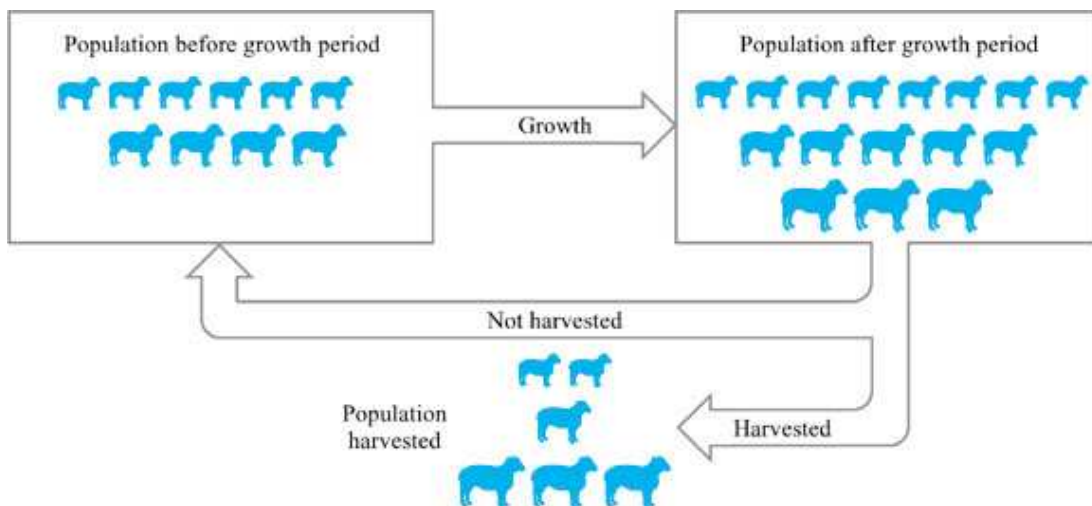 Population before growth period
Population after growth period
Growth
Not harvested
Population
harvested
Harvested